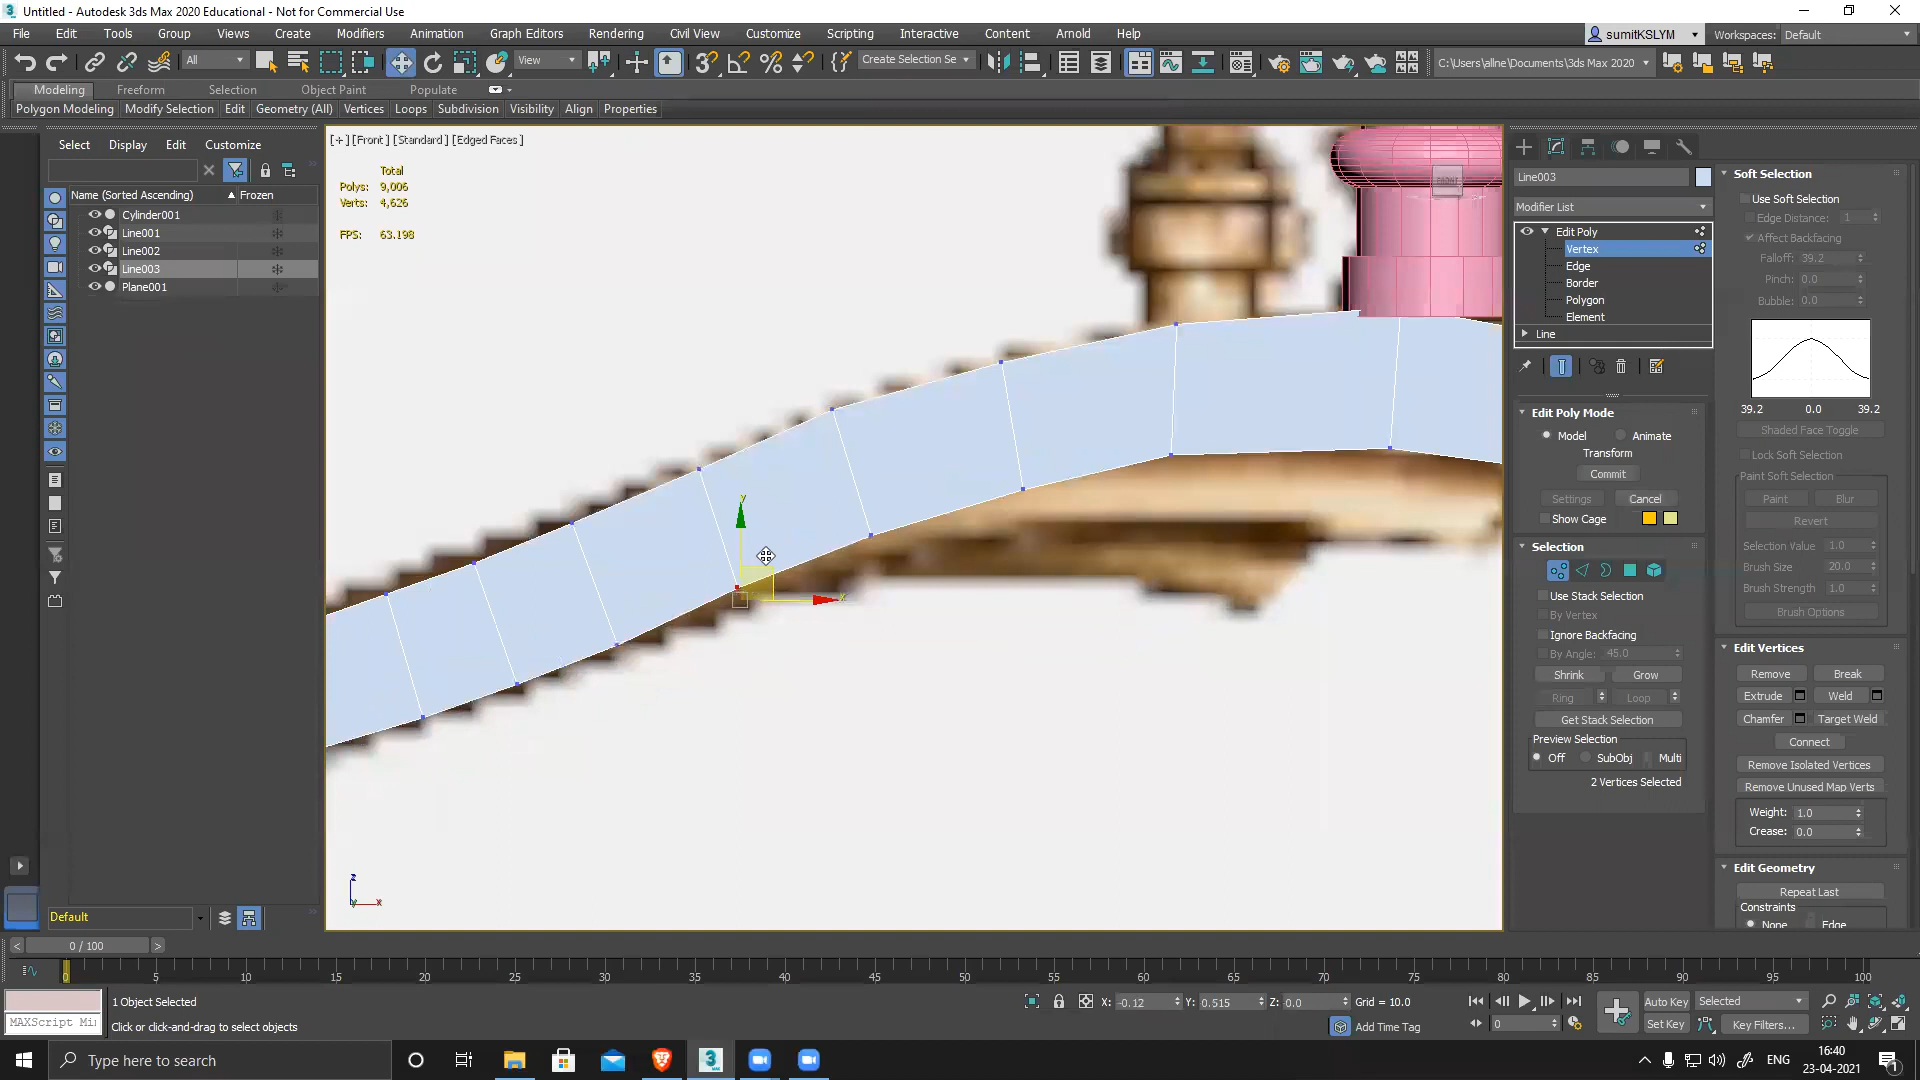 Untitled - Autodesk 3ds Max 2020 Educational - Not for Commercial Use
File Edit Tools Group Views Create Modifiers Animation Graph Editors Rendering Civil View Customize Scripting Interactive Content Arnold Help
sumitKSLYM
Workspaces: Default
All
View
Create Selection Se
C:\Users\allne\Documents\3ds Max 2020
Modeling Freeform Selection Object Paint Populate
Polygon Modeling Modify Selection Edit Geometry (All) Vertices Loops Subdivision Visibility Align Properties
Select Display Edit Customize
Name (Sorted Ascending) Frozen
Cylinder001
Line001
Line002
Line003
Plane001
Default
[+] [Front] [Standard] [Edged Faces]
Total
Polys: 9,006
Verts: 4,626
FPS: 63.198
FRONT
y
x
z
y x
Line003
Modifier List
Edit Poly
Vertex
Edge
Border
Polygon
Element
Line
Edit Poly Mode
Model Animate
Transform
Commit
Settings Cancel
Show Cage
Selection
Use Stack Selection
By Vertex
Ignore Backfacing
By Angle: 45.0
Shrink Grow
Ring Loop
Get Stack Selection
Preview Selection
Off SubObj Multi
2 Vertices Selected
Soft Selection
Use Soft Selection
Edge Distance: 1
Affect Backfacing
Falloff: 39.2
Pinch: 0.0
Bubble: 0.0
39.2 0.0 39.2
Shaded Face Toggle
Lock Soft Selection
Paint Soft Selection
Paint Blur
Revert
Selection Value 1.0
Brush Size 20.0
Brush Strength 1.0
Brush Options
Edit Vertices
Remove Break
Extrude Weld
Chamfer Target Weld
Connect
Remove Isolated Vertices
Remove Unused Map Verts
Weight: 1.0
Crease: 0.0
Edit Geometry
Repeat Last
Constraints
None Edge
< 0 / 100 >
0 5 10 15 20 25 30 35 40 45 50 55 60 65 70 75 80 85 90 95 100
MAXScript Mi
1 Object Selected
Click or click-and-drag to select objects
X: -0.12 Y: 0.515 Z: 0.0 Grid = 10.0
Add Time Tag
0
Auto Key Selected
Set Key Key Filters...
Type here to search
ENG
16:40
23-04-2021
1